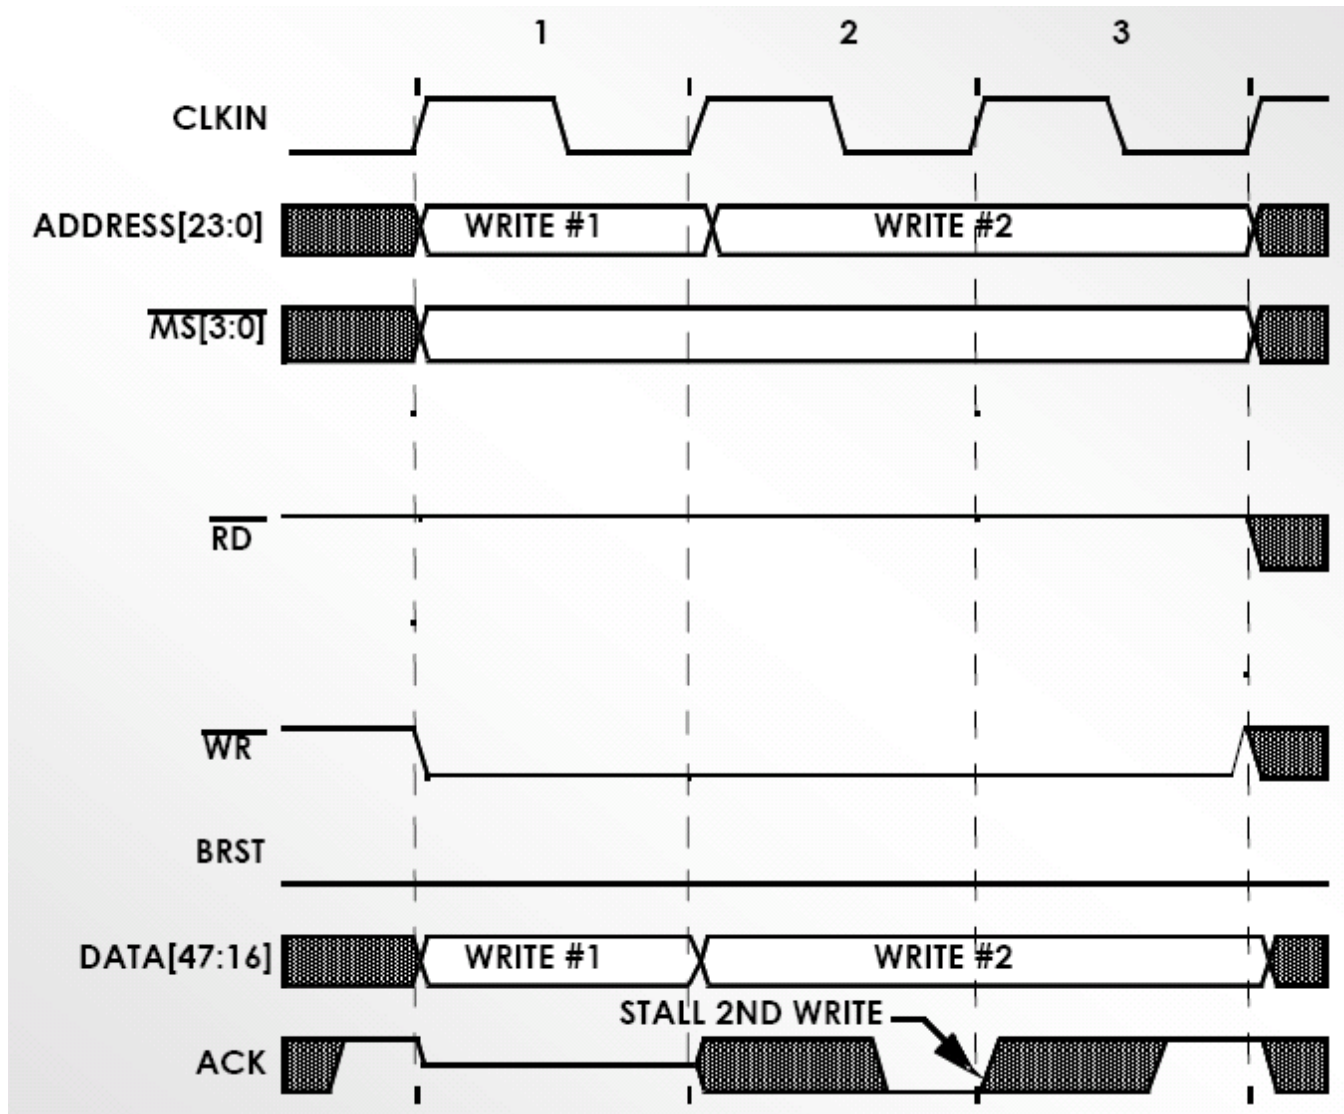 1 2 3
CLKIN
ADDRESS[23:0] WRITE #1 WRITE #2
MS[3:0]
RD
WR
BRST
DATA[47:16] WRITE #1 WRITE #2
STALL 2ND WRITE
ACK